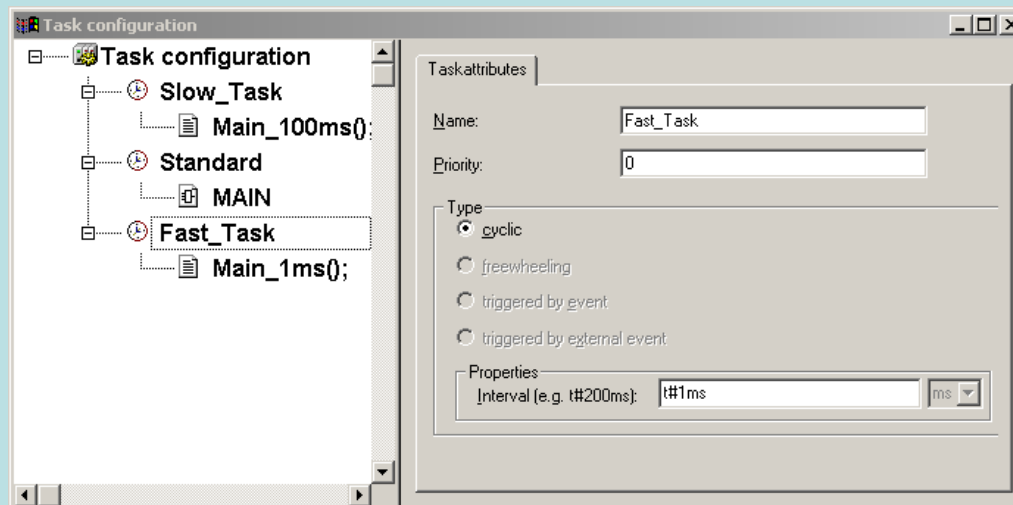 Task configuration
Task configuration
Slow_Task
Main_100ms();
Standard
MAIN
Fast_Task
Main_1ms();
Taskattributes
Name: Fast_Task
Priority: 0
Type
cyclic
freewheeling
triggered by event
triggered by external event
Properties
Interval (e.g. t#200ms): t#1ms ms